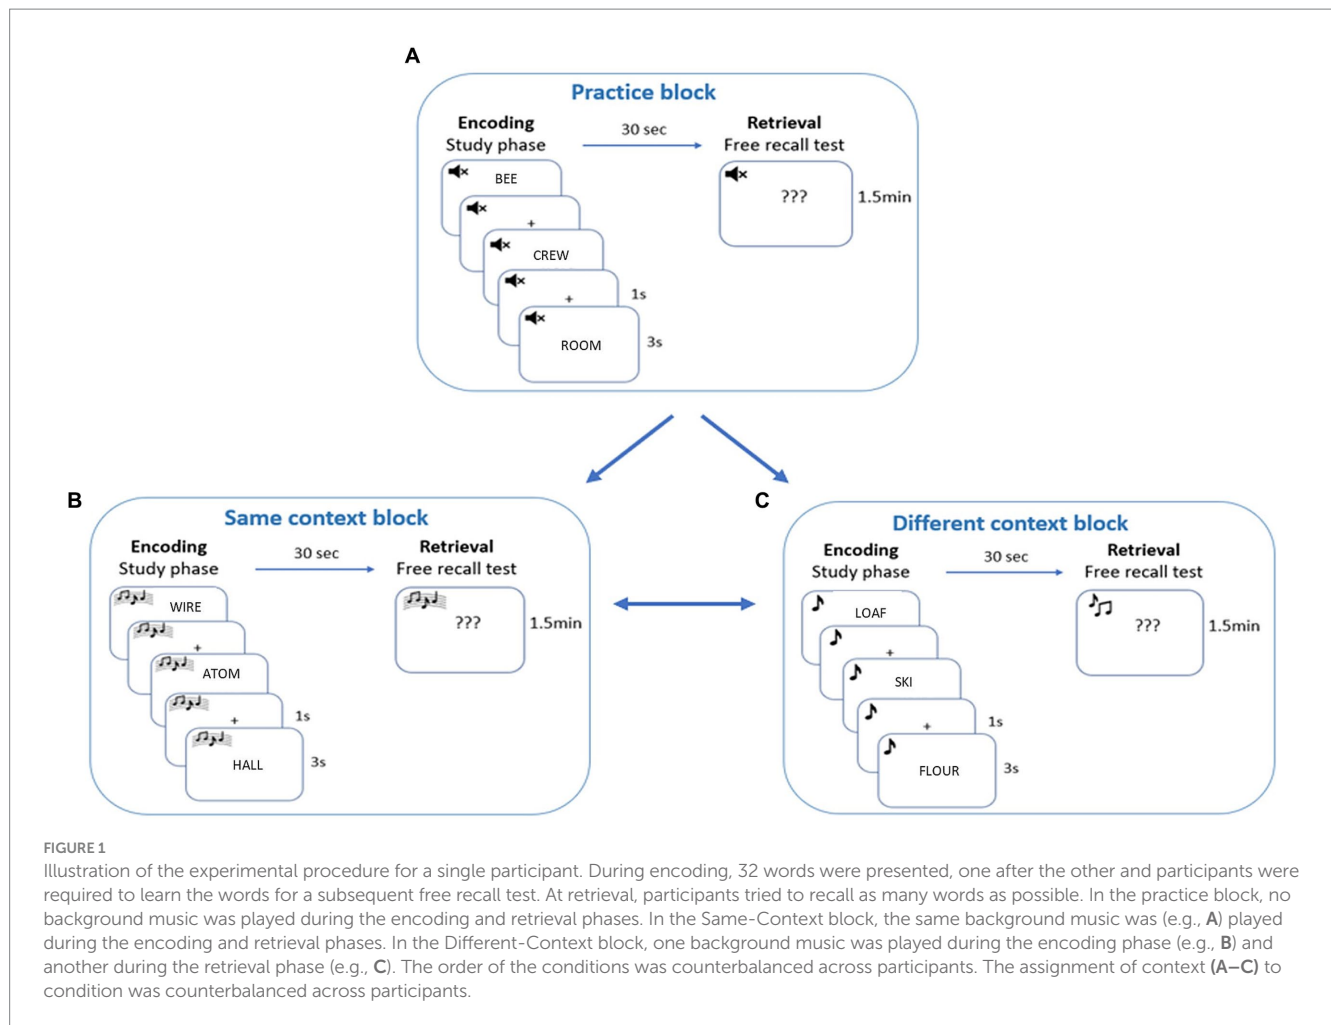 A
Practice block
Encoding
Study phase
30 sec
Retrieval
Free recall test
BEE
+
CREW
+
1s
ROOM
3s
???
1.5min
B
Same context block
Encoding
Study phase
30 sec
Retrieval
Free recall test
WIRE
+
ATOM
+
1s
HALL
3s
???
1.5min
C
Different context block
Encoding
Study phase
30 sec
Retrieval
Free recall test
LOAF
+
SKI
+
1s
FLOUR
3s
???
1.5min
FIGURE 1
Illustration of the experimental procedure for a single participant. During encoding, 32 words were presented, one after the other and participants were
required to learn the words for a subsequent free recall test. At retrieval, participants tried to recall as many words as possible. In the practice block, no
background music was played during the encoding and retrieval phases. In the Same-Context block, the same background music was (e.g., A) played
during the encoding and retrieval phases. In the Different-Context block, one background music was played during the encoding phase (e.g., B) and
another during the retrieval phase (e.g., C). The order of the conditions was counterbalanced across participants. The assignment of context (A–C) to
condition was counterbalanced across participants.